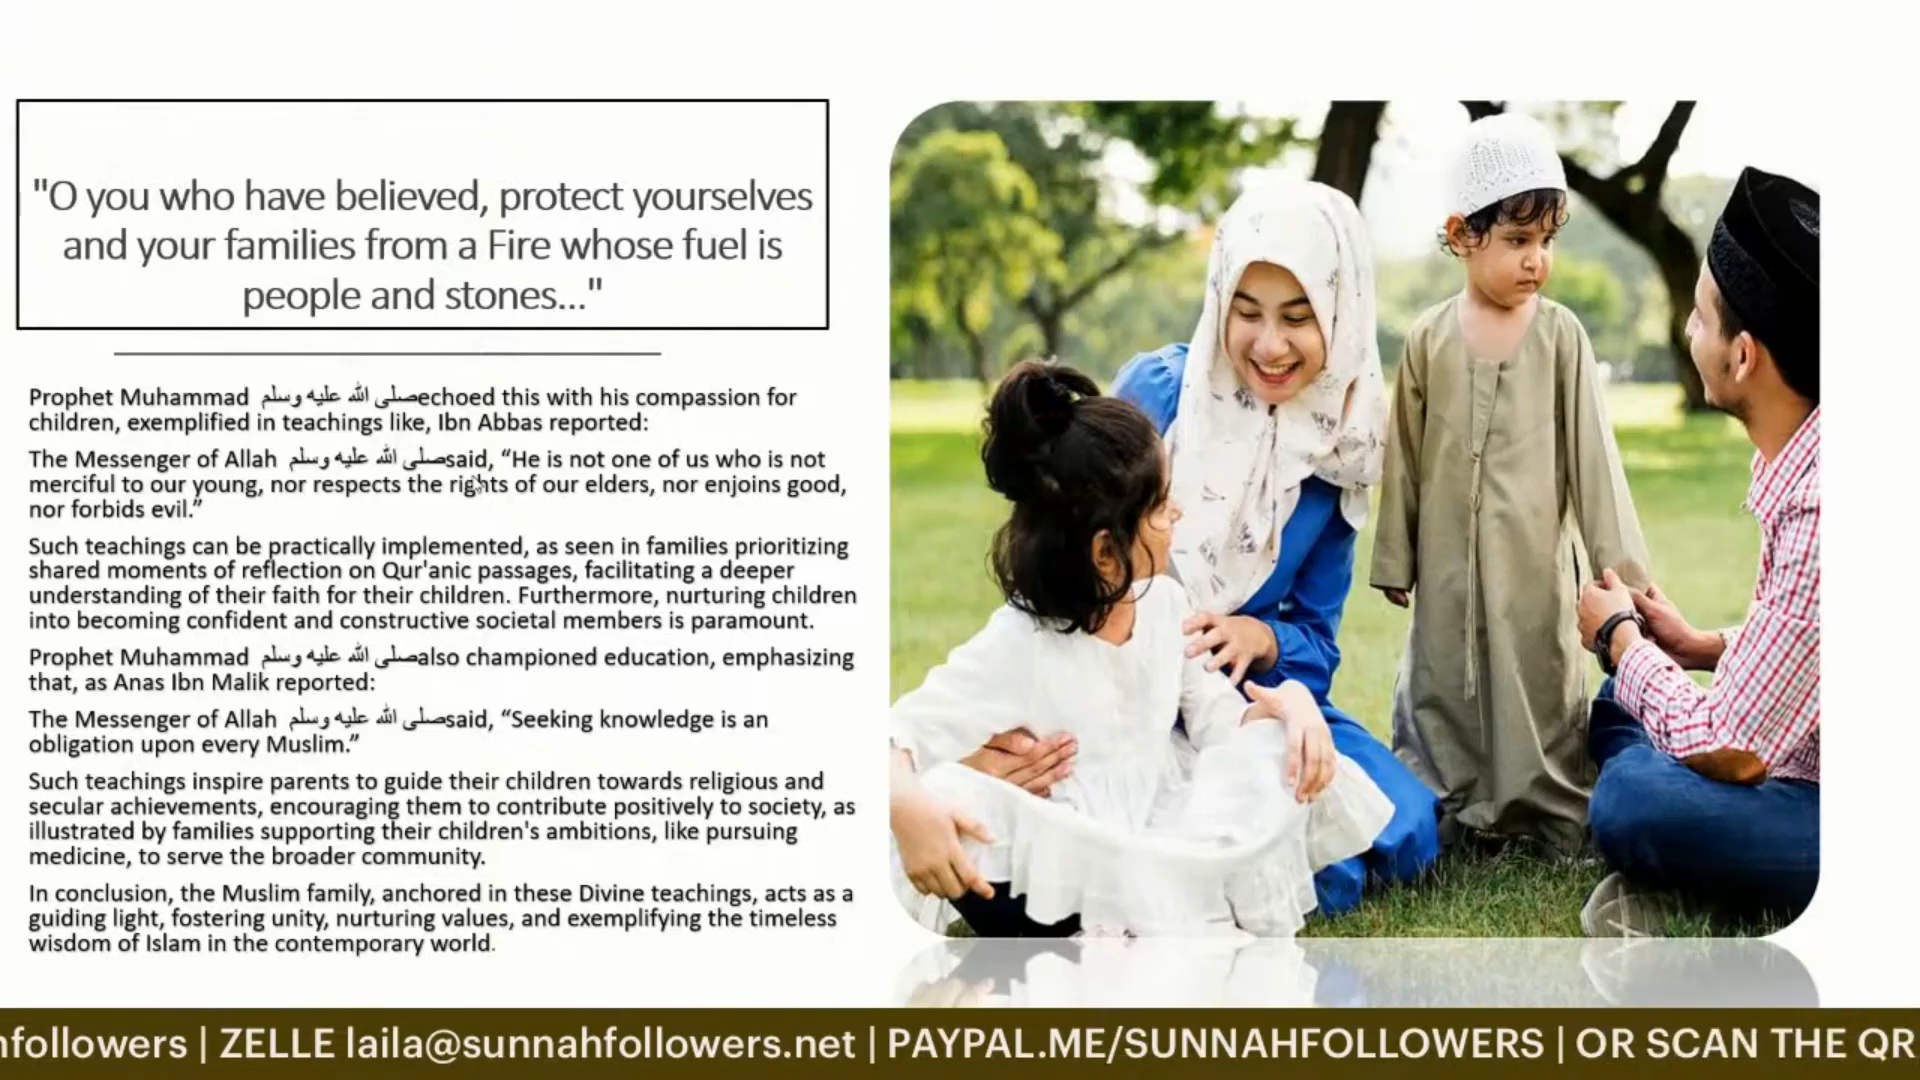 "O you who have believed, protect yourselves
and your families from a Fire whose fuel is
people and stones..."
Prophet Muhammad صلى الله عليه وسلم echoed this with his compassion for
children, exemplified in teachings like, Ibn Abbas reported:
The Messenger of Allah صلى الله عليه وسلم said, “He is not one of us who is not
merciful to our young, nor respects the rights of our elders, nor enjoins good,
nor forbids evil.”
Such teachings can be practically implemented, as seen in families prioritizing
shared moments of reflection on Qur'anic passages, facilitating a deeper
understanding of their faith for their children. Furthermore, nurturing children
into becoming confident and constructive societal members is paramount.
Prophet Muhammad صلى الله عليه وسلم also championed education, emphasizing
that, as Anas Ibn Malik reported:
The Messenger of Allah صلى الله عليه وسلم said, “Seeking knowledge is an
obligation upon every Muslim.”
Such teachings inspire parents to guide their children towards religious and
secular achievements, encouraging them to contribute positively to society, as
illustrated by families supporting their children's ambitions, like pursuing
medicine, to serve the broader community.
In conclusion, the Muslim family, anchored in these Divine teachings, acts as a
guiding light, fostering unity, nurturing values, and exemplifying the timeless
wisdom of Islam in the contemporary world.
followers | ZELLE laila@sunnahfollowers.net | PAYPAL.ME/SUNNAHFOLLOWERS | OR SCAN THE QR